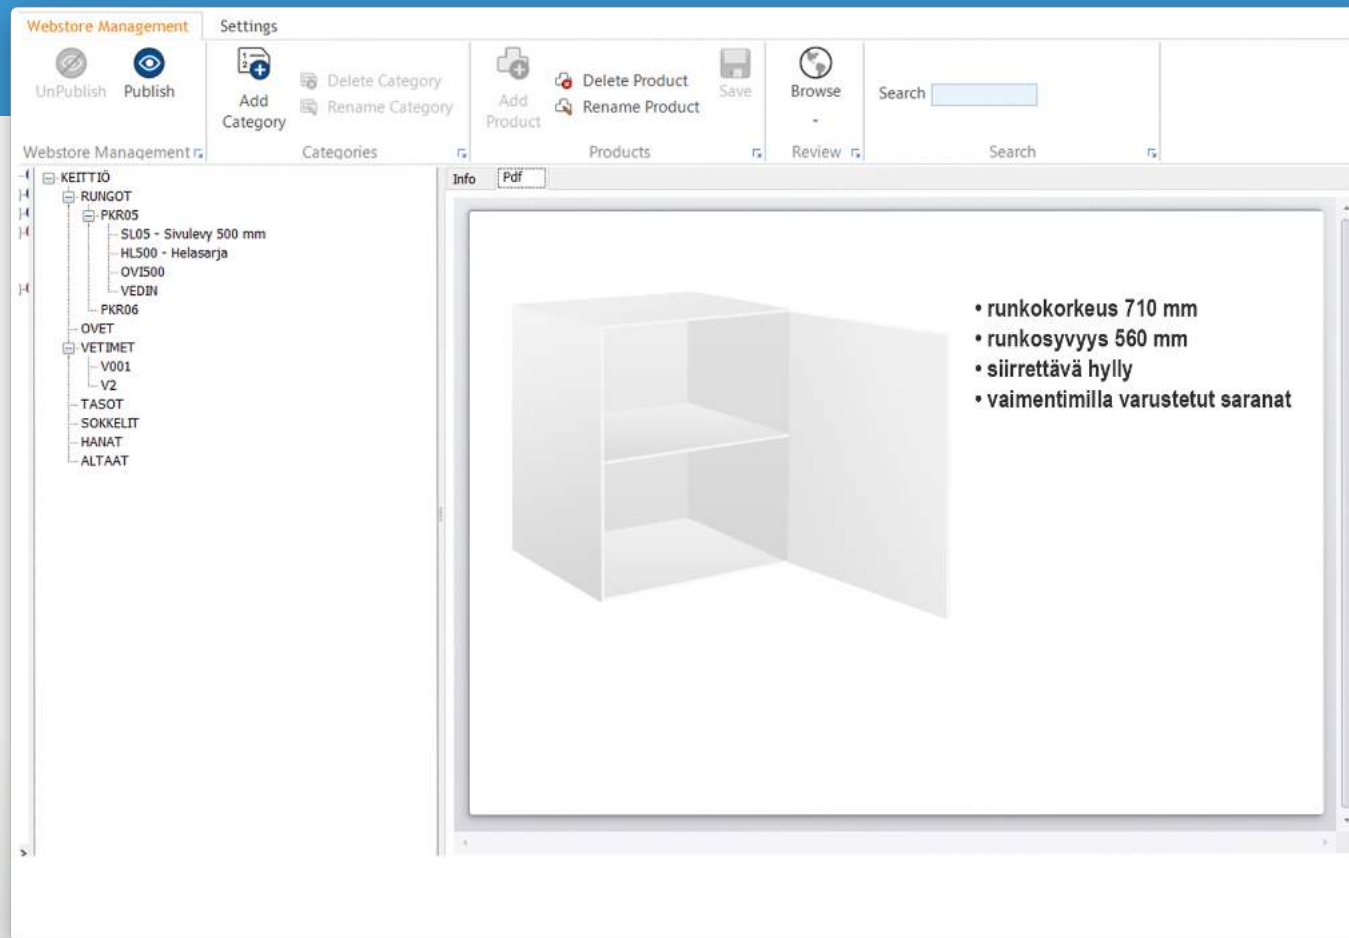 Webstore Management Settings
UnPublish Publish
Add Category
Delete Category
Rename Category
Add Product
Delete Product
Rename Product
Save
Browse
Search
Webstore Management Categories Products Review Search
KEITTIÖ
RUNGOT
PKR05
SL05 - Sivulevy 500 mm
HL500 - Helasarja
OVI500
VEDIN
PKR06
OVET
VETIMET
V001
V2
TASOT
SOKKELIT
HANAT
ALTAAT
Info Pdf
• runkokorkeus 710 mm
• runkosyvyys 560 mm
• siirrettävä hylly
• vaimentimilla varustetut saranat